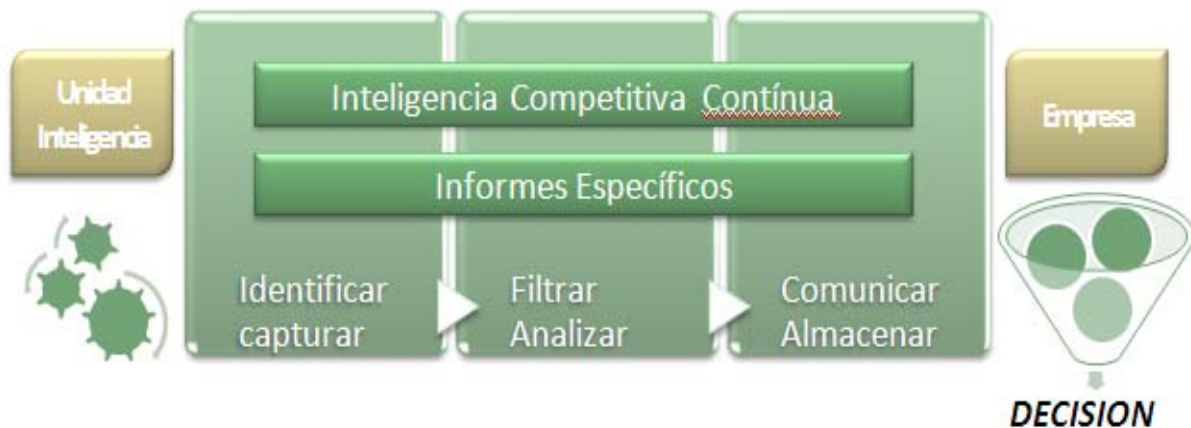 Unidad
Inteligencia
Inteligencia Competitiva Contínua
Informes Específicos
Empresa
Identificar
capturar
Filtrar
Analizar
Comunicar
Almacenar
DECISION